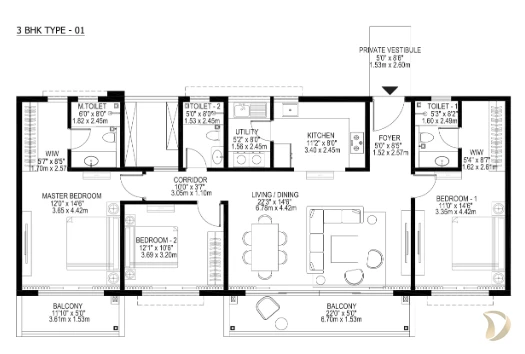 3 BHK TYPE - 01
PRIVATE VESTIBULE
5'0" x 8'6"
1.53m x 2.60m
M.TOILET
6'0" x 8'0"
1.82 x 2.45m
TOILET - 2
5'0" x 8'0"
1.53 x 2.45m
UTILITY
5'2" x 8'0"
1.58 x 2.45m
KITCHEN
11'2" x 8'0"
3.40 x 2.45m
FOYER
5'0" x 8'5"
1.52 x 2.57m
TOILET - 1
5'3" x 8'2"
1.60 x 2.49m
WIW
5'7" x 8'5"
1.70m x 2.57
WIW
5'4" x 8'7"
1.62 x 2.61m
CORRIDOR
10'0" x 3'7"
3.05m x 1.10m
MASTER BEDROOM
12'0" x 14'6"
3.65 x 4.42m
LIVING / DINING
22'3" x 14'6"
6.78m x 4.42m
BEDROOM - 1
11'0" x 14'6"
3.36m x 4.42m
BEDROOM - 2
12'1" x 10'6"
3.69 x 3.20m
BALCONY
11'10" x 5'0"
3.61m x 1.53m
BALCONY
22'0" x 5'0"
6.70m x 1.53m